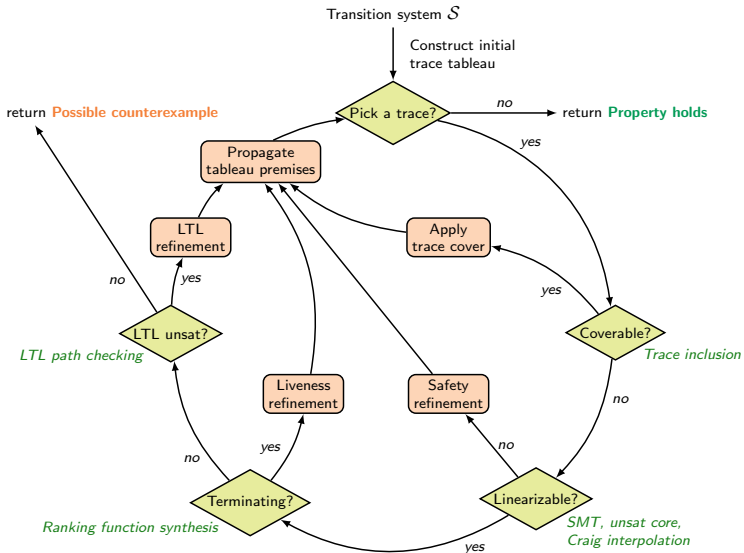 Transition system 𝒮
Construct initial
trace tableau
return Possible counterexample
Pick a trace?
no
return Property holds
yes
Propagate
tableau premises
LTL
refinement
Apply
trace cover
no
yes
yes
LTL unsat?
Coverable?
LTL path checking
Trace inclusion
Liveness
refinement
Safety
refinement
no
no
yes
no
Terminating?
Linearizable?
Ranking function synthesis
SMT, unsat core,
Craig interpolation
yes